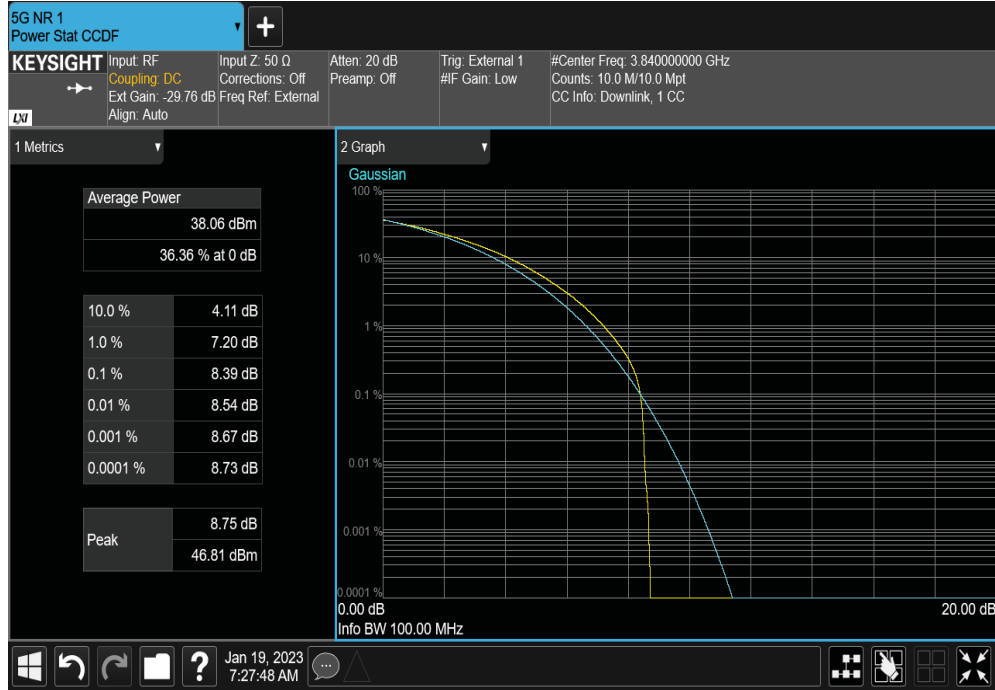 5G NR 1
Power Stat CCDF
+
KEYSIGHT
LXI
Input: RF
Coupling: DC
Ext Gain: -29.76 dB
Align: Auto
Input Z: 50 Ω
Corrections: Off
Freq Ref: External
Atten: 20 dB
Preamp: Off
Trig: External 1
#IF Gain: Low
#Center Freq: 3.840000000 GHz
Counts: 10.0 M/10.0 Mpt
CC Info: Downlink, 1 CC
1 Metrics
Average Power
38.06 dBm
36.36 % at 0 dB
10.0 % 4.11 dB
1.0 % 7.20 dB
0.1 % 8.39 dB
0.01 % 8.54 dB
0.001 % 8.67 dB
0.0001 % 8.73 dB
Peak
8.75 dB
46.81 dBm
2 Graph
Gaussian
100 %
10 %
1 %
0.1 %
0.01 %
0.001 %
0.0001 %
0.00 dB 20.00 dB
Info BW 100.00 MHz
?
Jan 19, 2023
7:27:48 AM